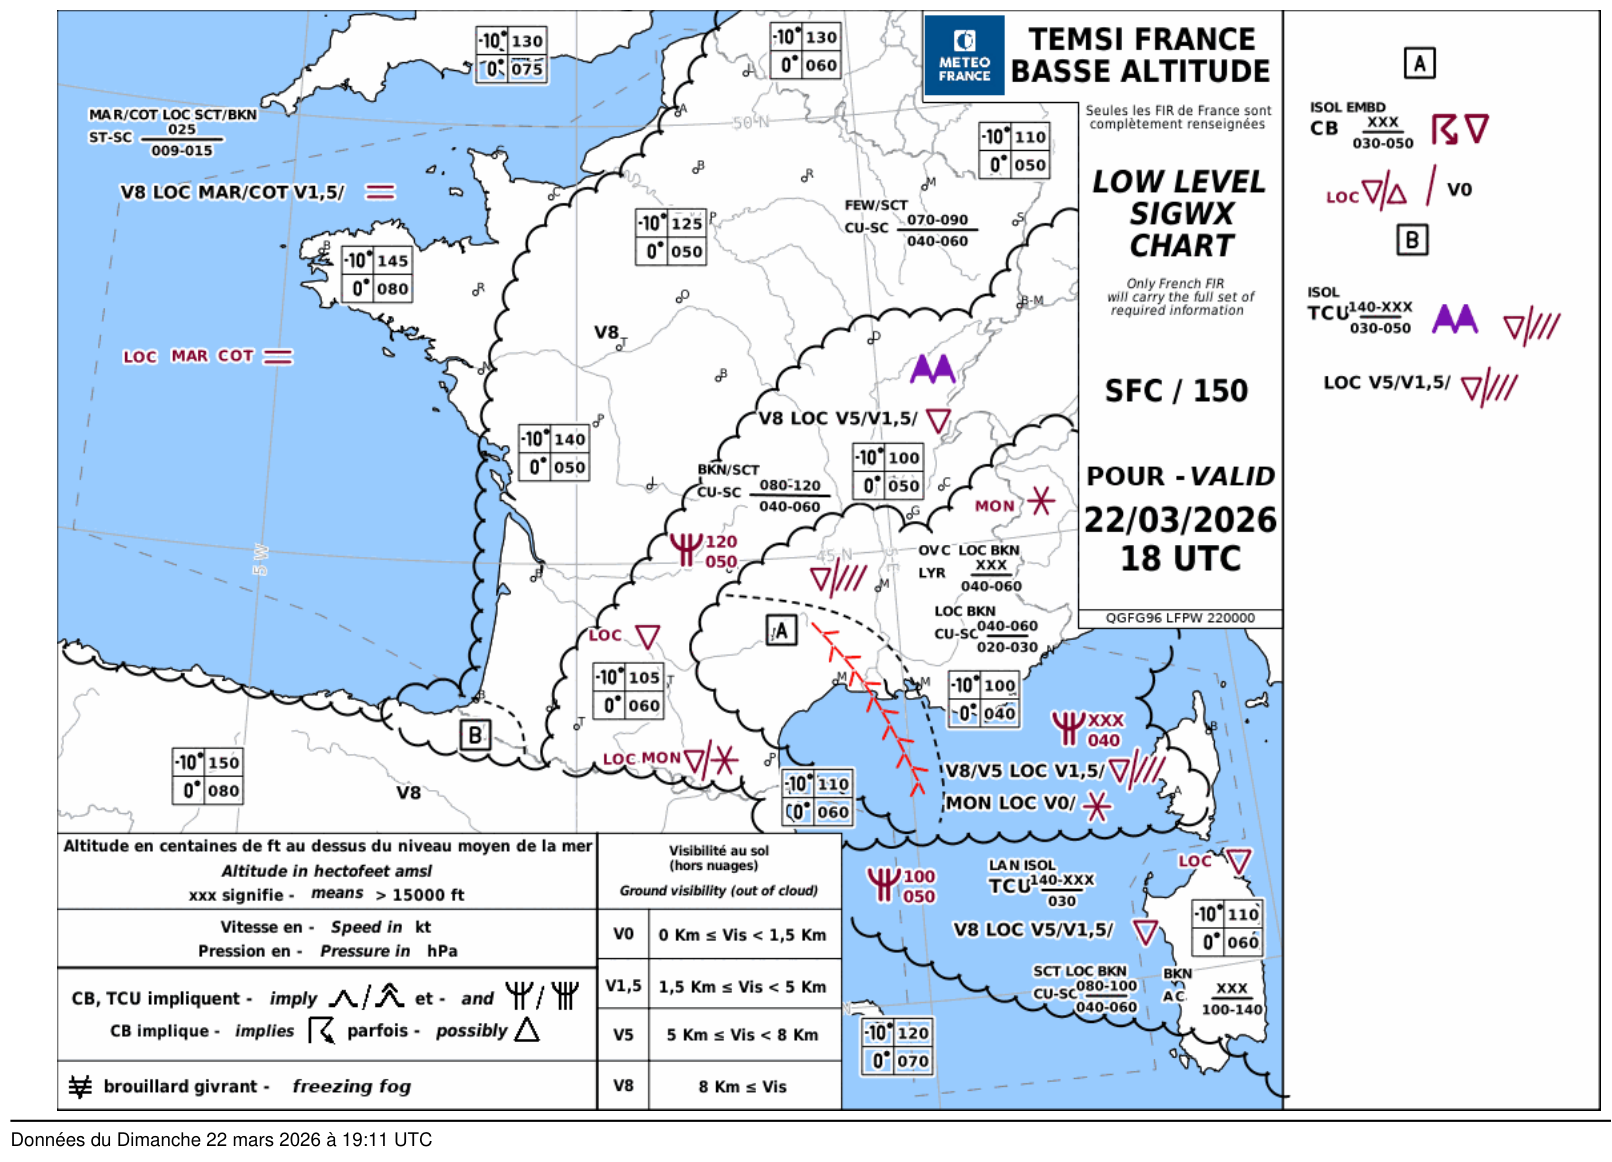 TEMSI FRANCE
BASSE ALTITUDE
METEO
FRANCE
Seules les FIR de France sont
complètement renseignées
LOW LEVEL
SIGWX
CHART
Only French FIR
will carry the full set of
required information
SFC / 150
POUR - VALID
22/03/2026
18 UTC
QGFG96 LFPW 220000
A
ISOL EMBD
CB XXX
030-050
LOC / V0
B
ISOL
TCU 140-XXX
030-050
LOC V5/V1,5/
-10° 130
0° 075
-10° 130
0° 060
MAR/COT LOC SCT/BKN
ST-SC 025
009-015
V8 LOC MAR/COT V1,5/
50°N
-10° 110
0° 050
-10° 125
0° 050
FEW/SCT
CU-SC 070-090
040-060
-10° 145
0° 080
LOC MAR COT
V8
V8 LOC V5/V1,5/
-10° 140
0° 050
-10° 100
0° 050
BKN/SCT
CU-SC 080-120
040-060
MON
120
050
45 N
5 W
OVC LOC BKN
LYR XXX
040-060
LOC BKN
CU-SC 040-060
020-030
A
LOC
-10° 105
0° 060
-10° 100
0° 040
B
XXX
040
LOC MON
V8/V5 LOC V1,5/
MON LOC V0/
-10° 150
0° 080
V8
-10° 110
0° 060
LOC
100
050
LAN ISOL
TCU 140-XXX
030
V8 LOC V5/V1,5/
-10° 110
0° 060
SCT LOC BKN
CU-SC 080-100
040-060
BKN
AC XXX
100-140
-10° 120
0° 070
Altitude en centaines de ft au dessus du niveau moyen de la mer
Altitude in hectofeet amsl
xxx signifie - means > 15000 ft
Vitesse en - Speed in kt
Pression en - Pressure in hPa
CB, TCU impliquent - imply / et - and /
CB implique - implies parfois - possibly
brouillard givrant - freezing fog
Visibilité au sol
(hors nuages)
Ground visibility (out of cloud)
V0 0 Km ≤ Vis < 1,5 Km
V1,5 1,5 Km ≤ Vis < 5 Km
V5 5 Km ≤ Vis < 8 Km
V8 8 Km ≤ Vis
Données du Dimanche 22 mars 2026 à 19:11 UTC